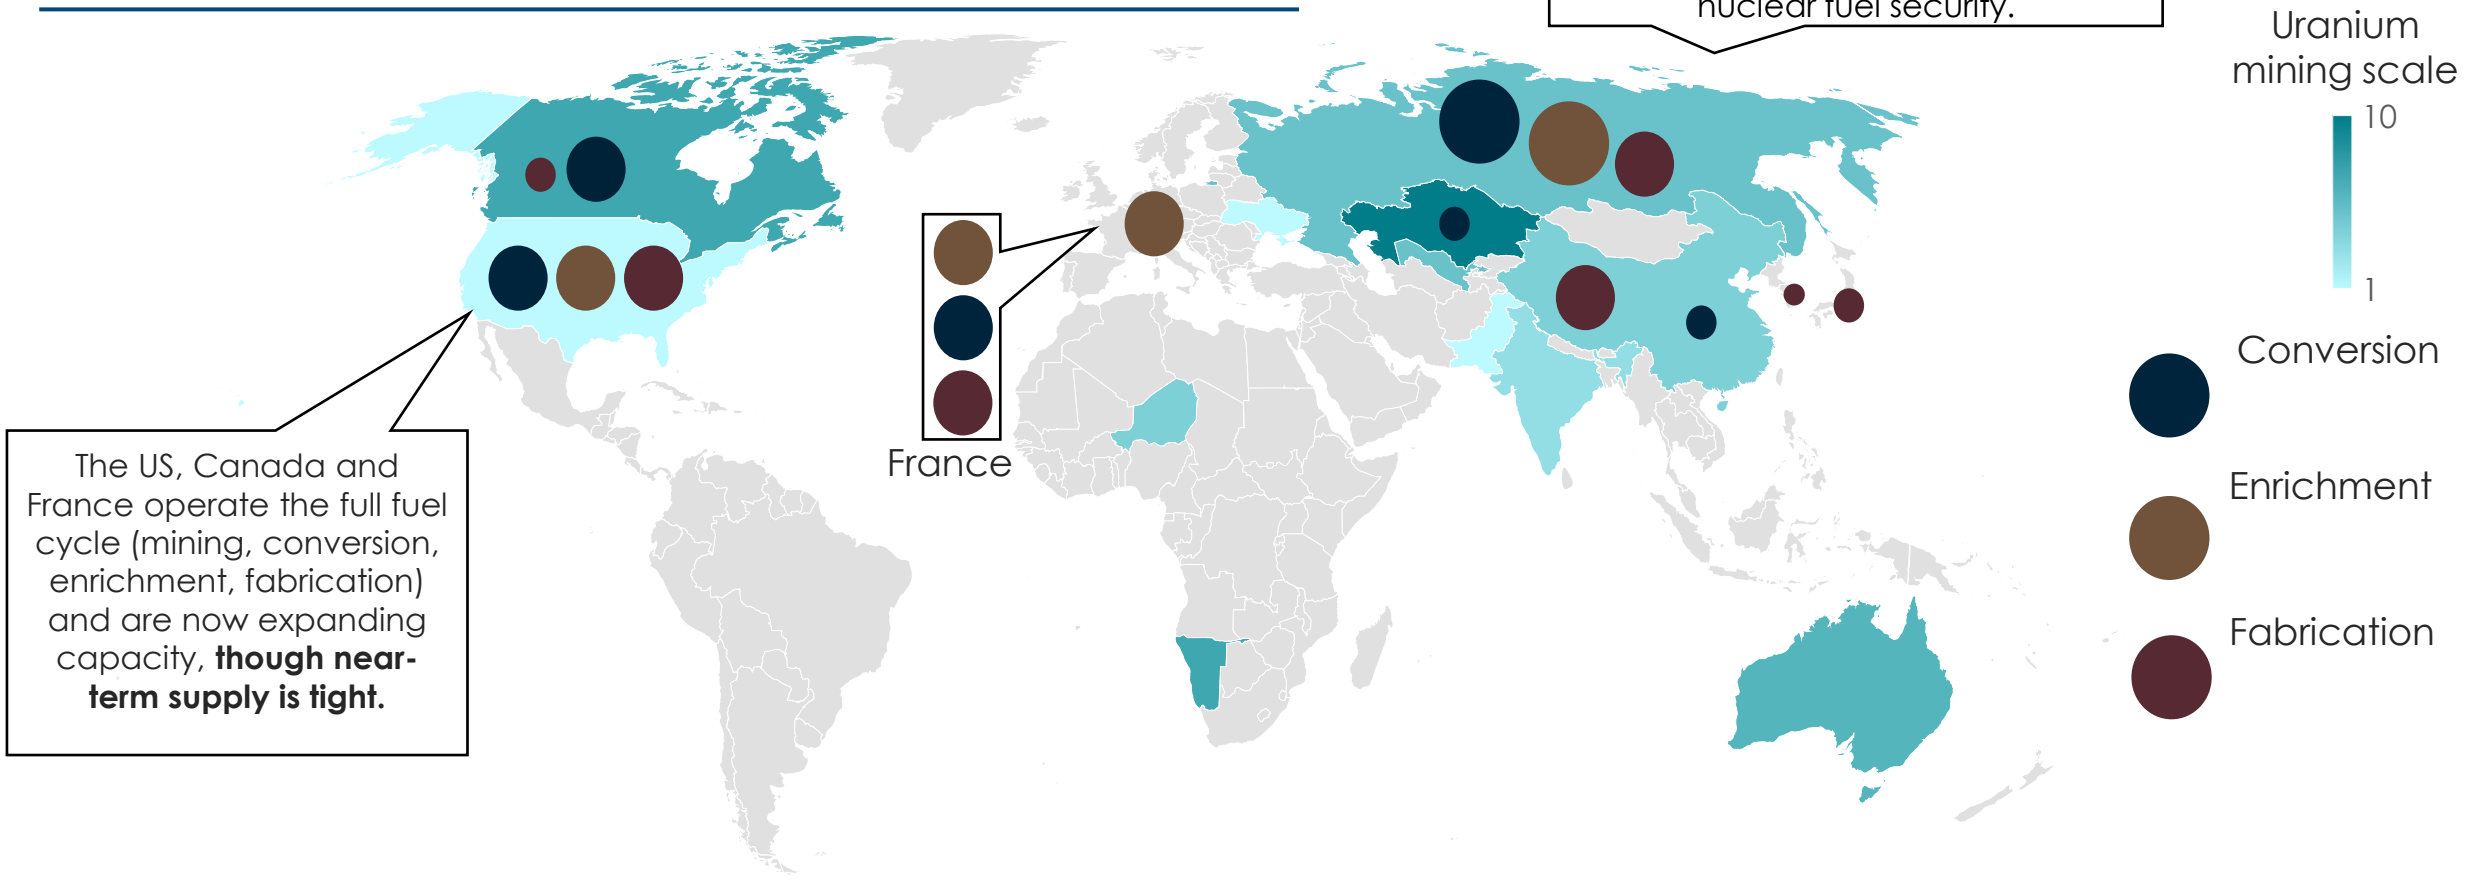 nuclear fuel security.
Uranium
mining scale
10
1
Conversion
Enrichment
Fabrication
France
The US, Canada and
France operate the full fuel
cycle (mining, conversion,
enrichment, fabrication)
and are now expanding
capacity, though near-
term supply is tight.